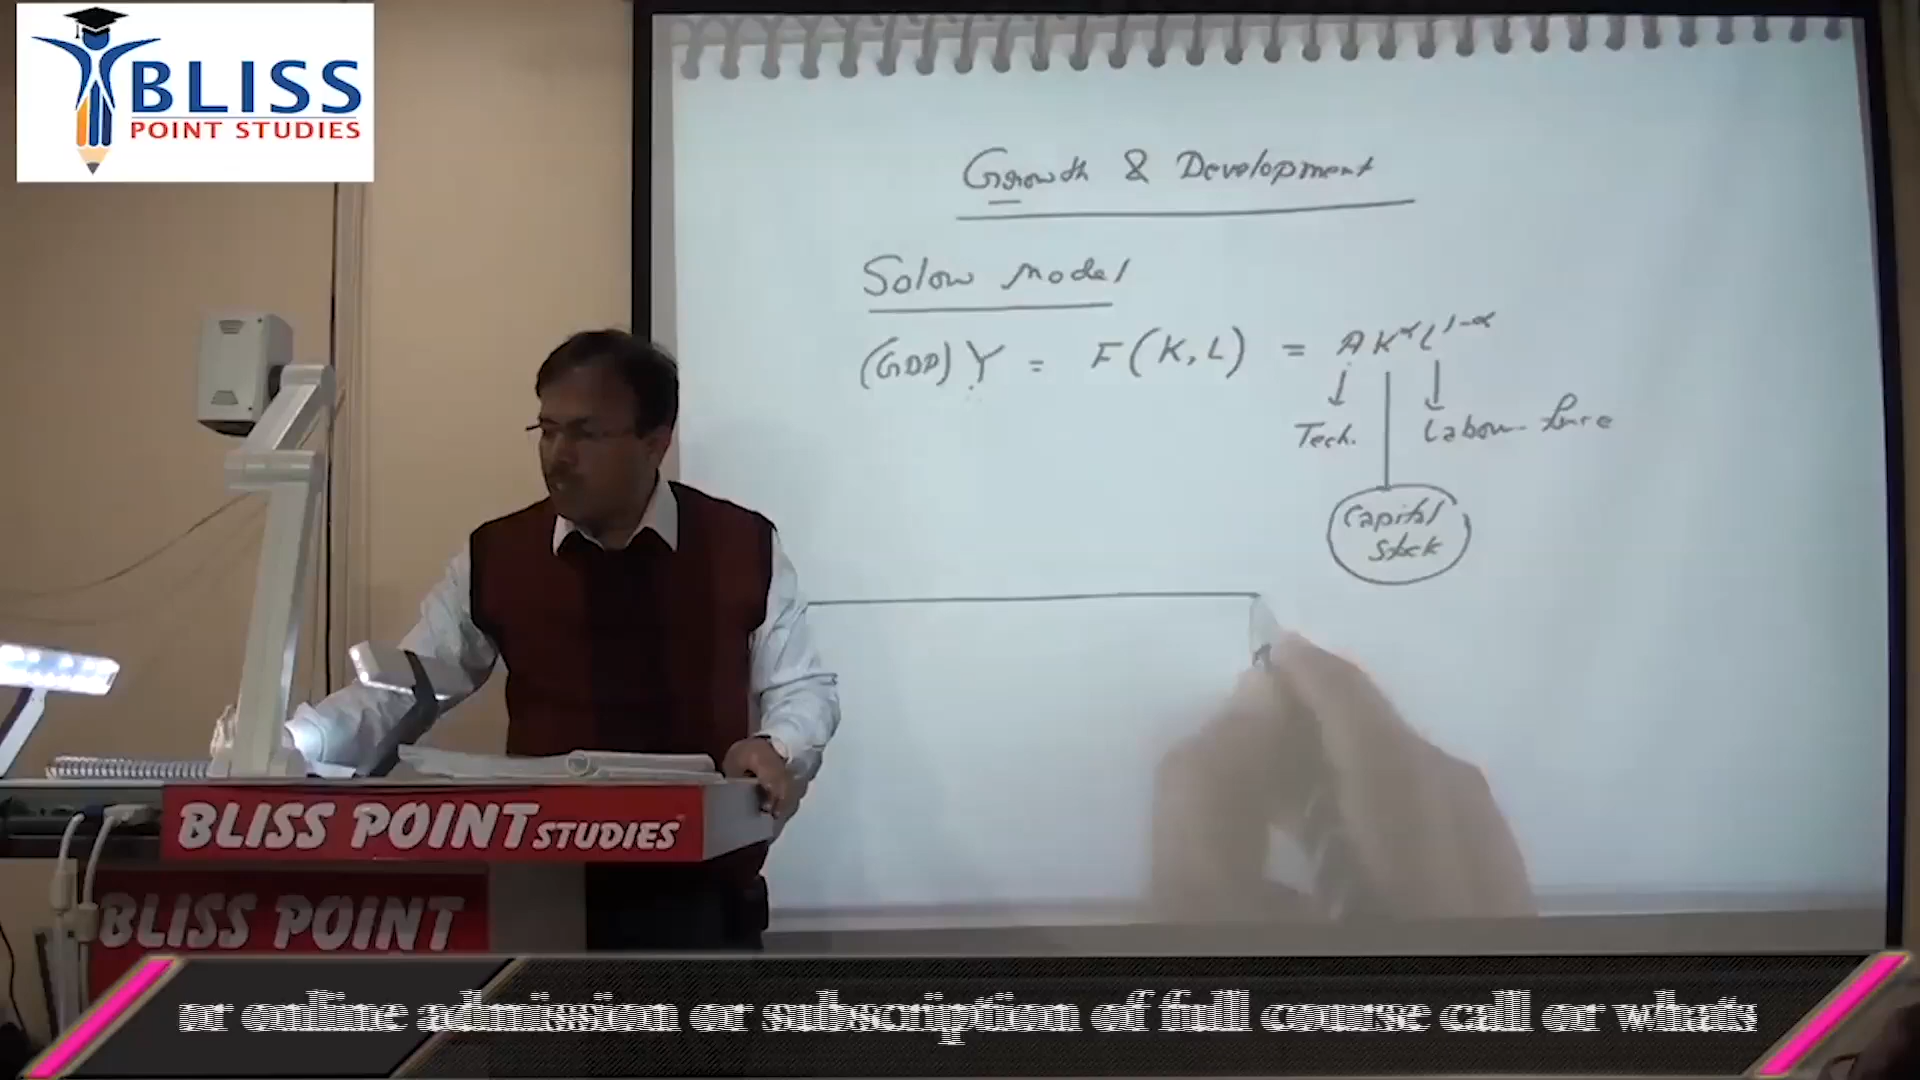 BLISS
POINT STUDIES
Growth & Development
Solow Model
(GDP) Y = F(K, L) = A K^α L^1-α
Tech.
Labour force
Capital
Stock
BLISS POINT STUDIES
BLISS POINT
or online admission or subscription of full course call or whats